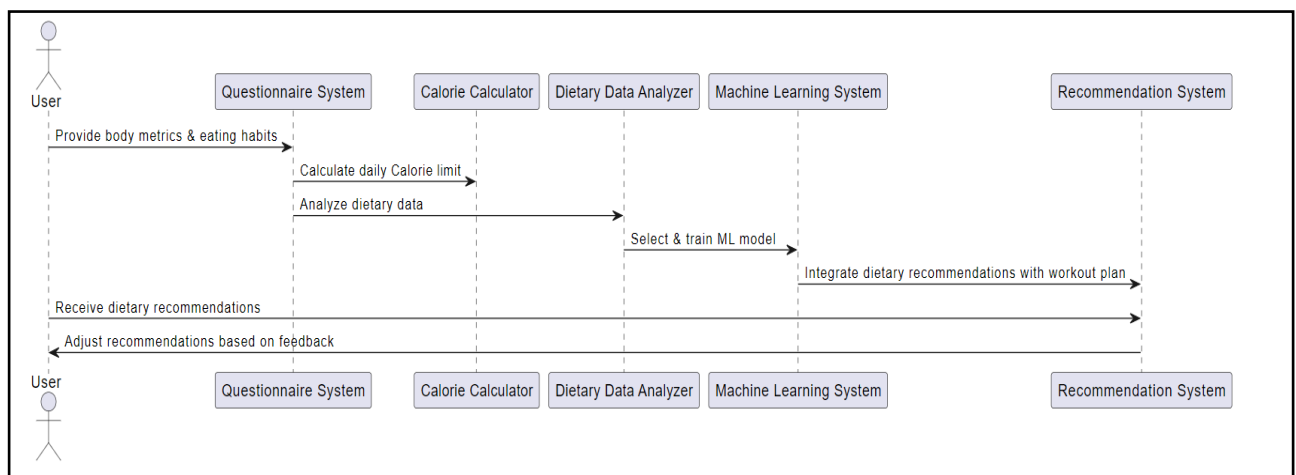 User
Questionnaire System
Calorie Calculator
Dietary Data Analyzer
Machine Learning System
Recommendation System
Provide body metrics & eating habits
Calculate daily Calorie limit
Analyze dietary data
Select & train ML model
Integrate dietary recommendations with workout plan
Receive dietary recommendations
Adjust recommendations based on feedback
User
Questionnaire System
Calorie Calculator
Dietary Data Analyzer
Machine Learning System
Recommendation System